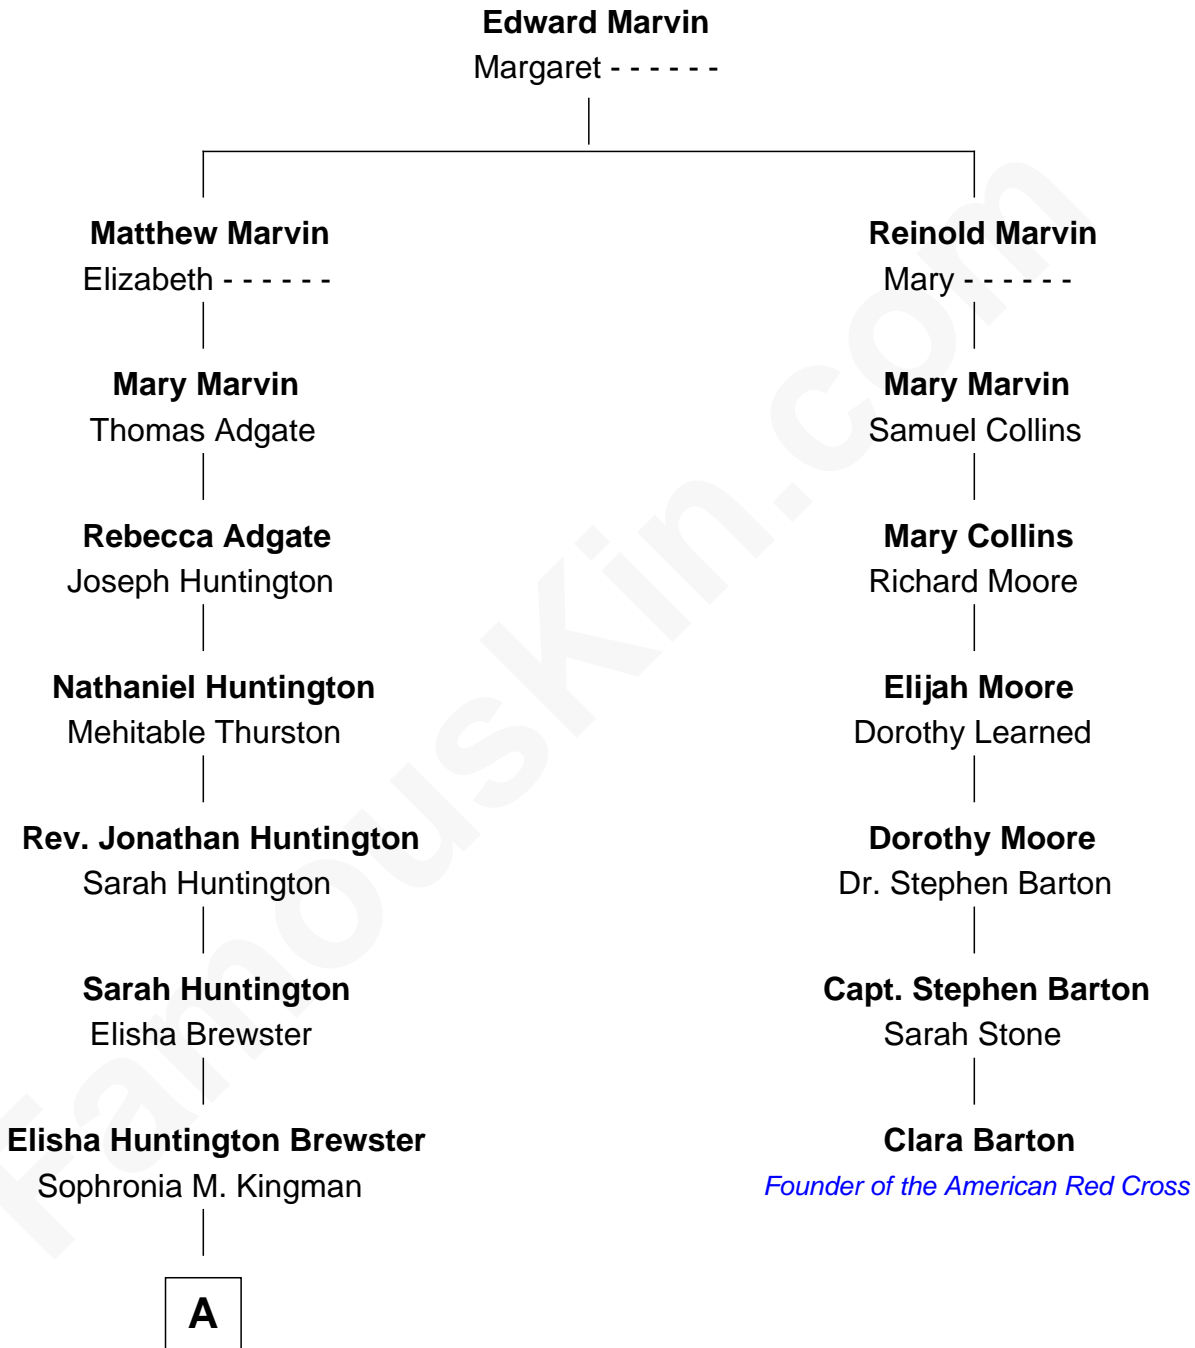 Edward Marvin
Margaret - - - - - -
Matthew Marvin
Elizabeth - - - - - -
Reinold Marvin
Mary - - - - - -
Mary Marvin
Thomas Adgate
Mary Marvin
Samuel Collins
Rebecca Adgate
Joseph Huntington
Mary Collins
Richard Moore
Nathaniel Huntington
Mehitable Thurston
Elijah Moore
Dorothy Learned
Rev. Jonathan Huntington
Sarah Huntington
Dorothy Moore
Dr. Stephen Barton
Sarah Huntington
Elisha Brewster
Capt. Stephen Barton
Sarah Stone
Elisha Huntington Brewster
Sophronia M. Kingman
Clara Barton
Founder of the American Red Cross
A
FamousKin.com